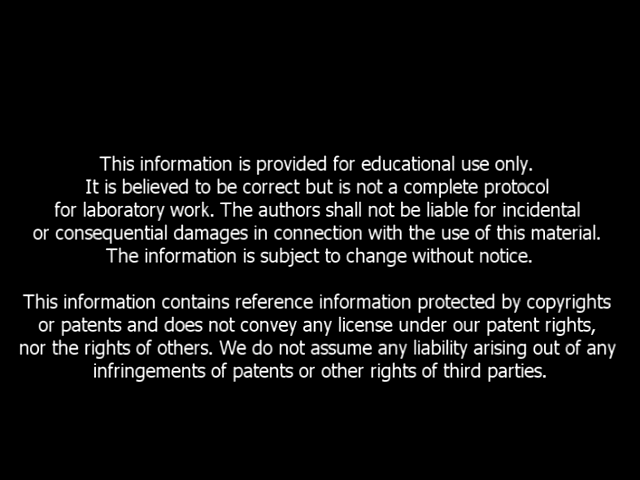 This information is provided for educational use only.
It is believed to be correct but is not a complete protocol
for laboratory work. The authors shall not be liable for incidental
or consequential damages in connection with the use of this material.
The information is subject to change without notice.
This information contains reference information protected by copyrights
or patents and does not convey any license under our patent rights,
nor the rights of others. We do not assume any liability arising out of any
infringements of patents or other rights of third parties.